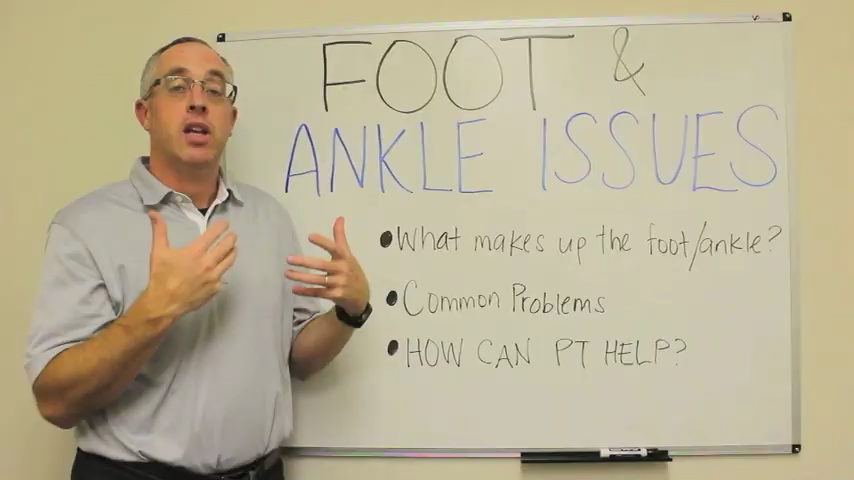 FOOT &
ANKLE ISSUES
•What makes up the foot/ankle?
•Common Problems
•HOW CAN PT HELP?